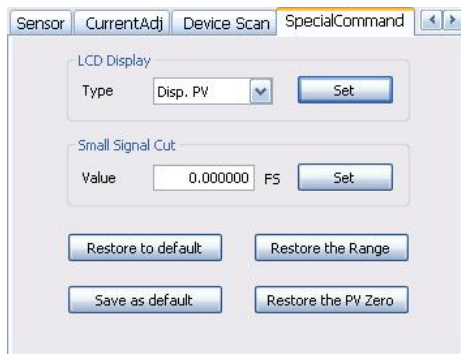 Sensor CurrentAdj Device Scan SpecialCommand
LCD Display
Type Disp. PV Set
Small Signal Cut
Value 0.000000 FS Set
Restore to default Restore the Range
Save as default Restore the PV Zero